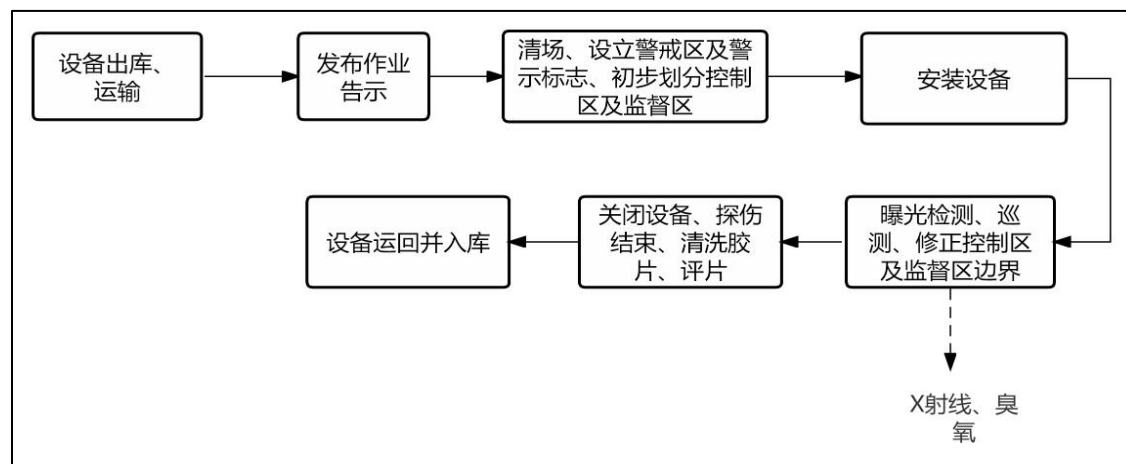 设备出库、
运输
发布作业
告示
清场、设立警戒区及警
示标志、初步划分控制
区及监督区
安装设备
曝光检测、巡
测、修正控制区
及监督区边界
关闭设备、探伤
结束、清洗胶
片、评片
设备运回并入库
X射线、臭
氧